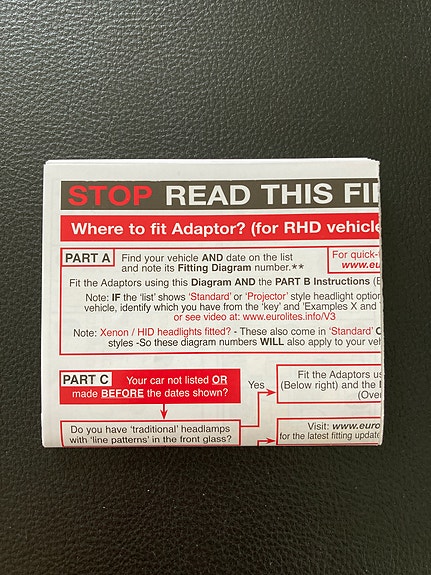 STOP READ THIS FI
Where to fit Adaptor? (for RHD vehicle
PART A
Find your vehicle AND date on the list
and note its Fitting Diagram number.**
For quick-
www.eu
Fit the Adaptors using this Diagram AND the PART B Instructions (
Note: IF the 'list' shows 'Standard' or 'Projector' style headlight option
vehicle, identify which you have from the 'key' and 'Examples X and
or see video at: www.eurolites.info/V3
Note: Xenon / HID headlights fitted? - These also come in 'Standard'
styles -So these diagram numbers WILL also apply to your veh
PART C
Your car not listed OR
made BEFORE the dates shown?
Yes
Fit the Adaptors us
(Below right) and the
(Over
Do you have 'traditional' headlamps
with 'line patterns' in the front glass?
Visit: www.euro
for the latest fitting update